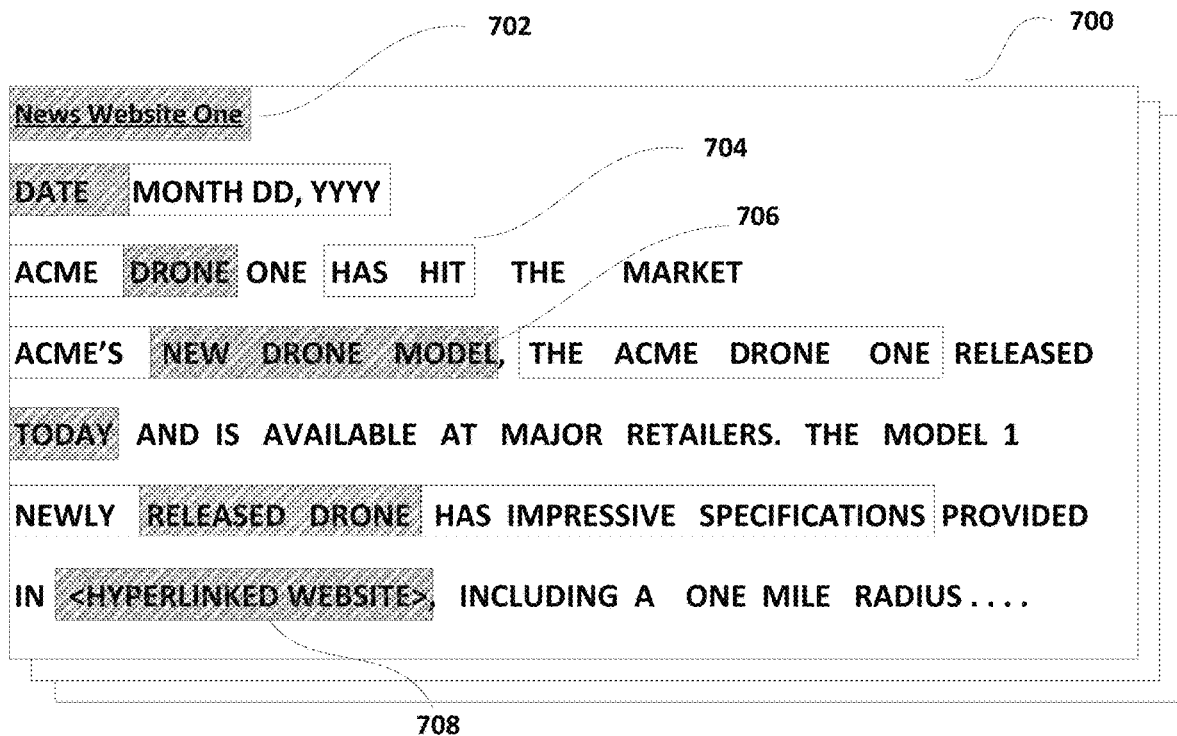 702
700
News Website One
704
DATE MONTH DD, YYYY
706
ACME DRONE ONE HAS HIT THE MARKET
ACME'S NEW DRONE MODEL, THE ACME DRONE ONE RELEASED
TODAY AND IS AVAILABLE AT MAJOR RETAILERS. THE MODEL 1
NEWLY RELEASED DRONE HAS IMPRESSIVE SPECIFICATIONS PROVIDED
IN <HYPERLINKED WEBSITE>, INCLUDING A ONE MILE RADIUS ....
708